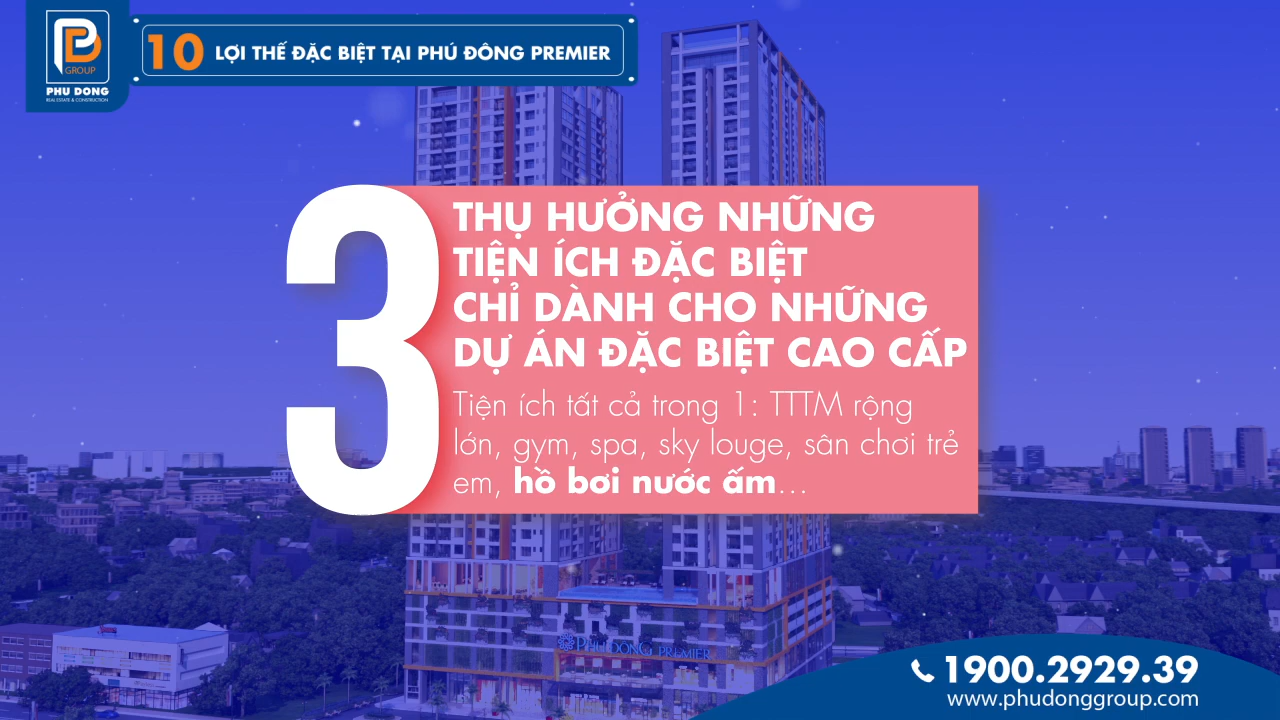 PD
GROUP
PHU DONG
REAL ESTATE & CONSTRUCTION
10 LỢI THẾ ĐẶC BIỆT TẠI PHÚ ĐÔNG PREMIER
3
THỤ HƯỞNG NHỮNG
TIỆN ÍCH ĐẶC BIỆT
CHỈ DÀNH CHO NHỮNG
DỰ ÁN ĐẶC BIỆT CAO CẤP
Tiện ích tất cả trong 1: TTTM rộng
lớn, gym, spa, sky louge, sân chơi trẻ
em, hồ bơi nước ấm...
PHU DONG PREMIER
1900.2929.39
www.phudonggroup.com